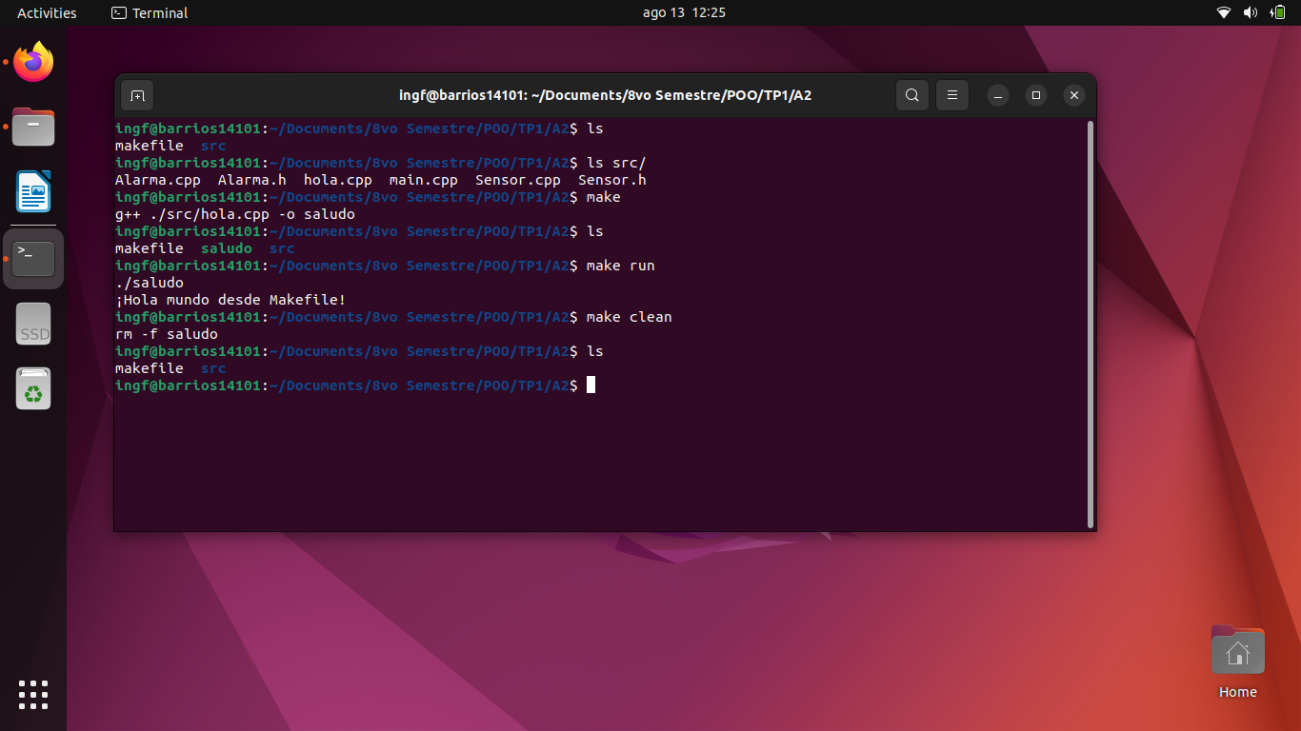 Activities
Terminal
ago 13 12:25
ingf@barrios14101: ~/Documents/8vo Semestre/POO/TP1/A2
ingf@barrios14101:~/Documents/8vo Semestre/POO/TP1/A2$ ls
makefile src
ingf@barrios14101:~/Documents/8vo Semestre/POO/TP1/A2$ ls src/
Alarma.cpp Alarma.h hola.cpp main.cpp Sensor.cpp Sensor.h
ingf@barrios14101:~/Documents/8vo Semestre/POO/TP1/A2$ make
g++ ./src/hola.cpp -o saludo
ingf@barrios14101:~/Documents/8vo Semestre/POO/TP1/A2$ ls
makefile saludo src
ingf@barrios14101:~/Documents/8vo Semestre/POO/TP1/A2$ make run
./saludo
¡Hola mundo desde Makefile!
ingf@barrios14101:~/Documents/8vo Semestre/POO/TP1/A2$ make clean
rm -f saludo
ingf@barrios14101:~/Documents/8vo Semestre/POO/TP1/A2$ ls
makefile src
ingf@barrios14101:~/Documents/8vo Semestre/POO/TP1/A2$
SSD
Home